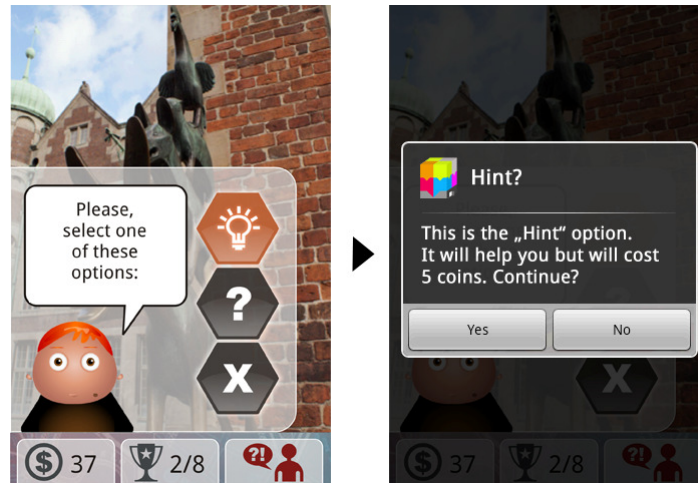 Please,
select one
of these
options:
?
X
$ 37
2/8
?!
Hint?
This is the „Hint“ option.
It will help you but will cost
5 coins. Continue?
Yes
No
X
$ 37
2/8
?!